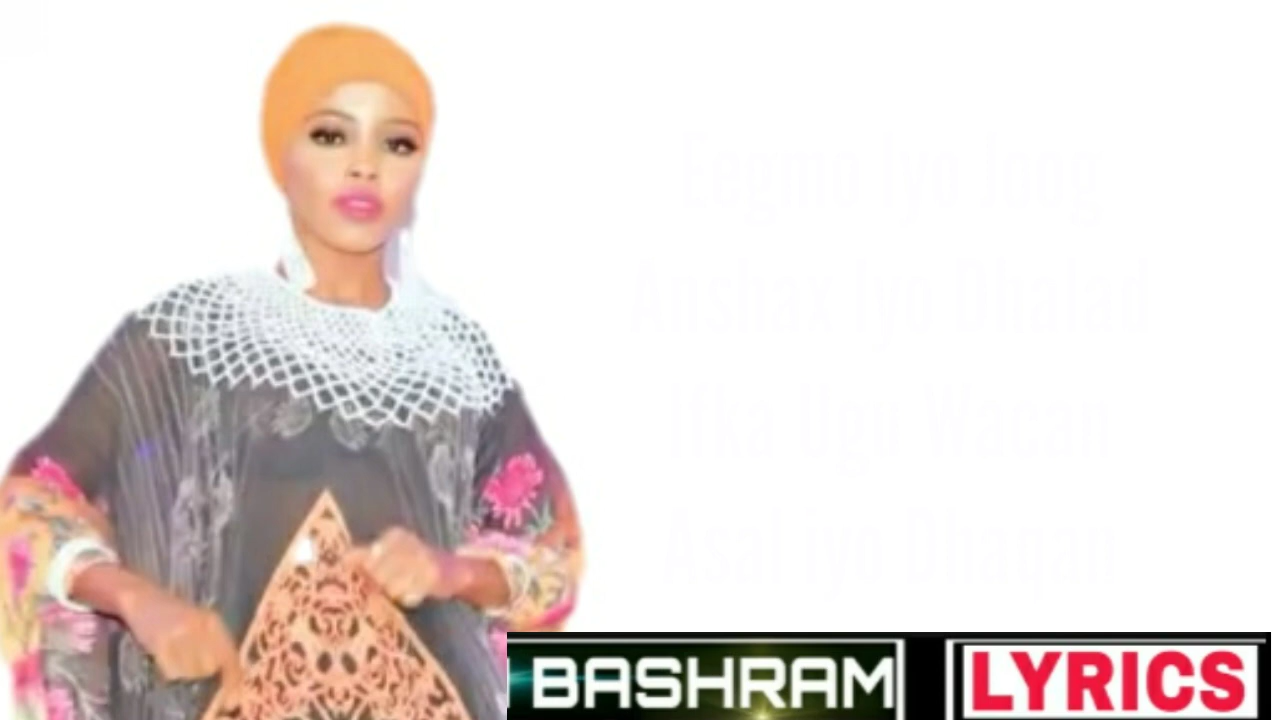 Eegmo Iyo Joog
Anshax Iyo Dhalad
Ifka Ugu Wacan
Asal iyo Dhaqan
BASHRAM
LYRICS